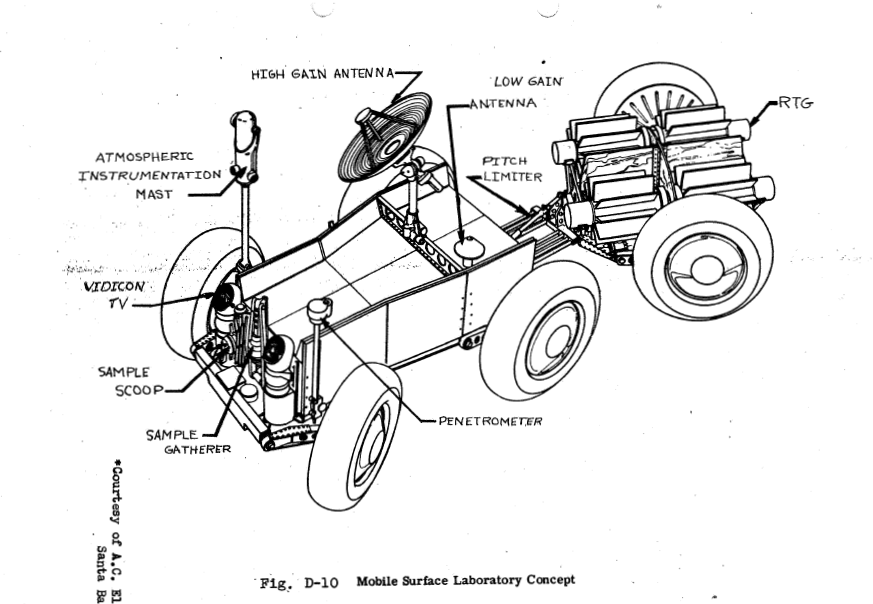 HIGH GAIN ANTENNA
LOW GAIN
ANTENNA
RTG
ATMOSPHERIC
INSTRUMENTATION
MAST
PITCH
LIMITER
VIDICON
TV
SAMPLE
SCOOP
SAMPLE
GATHERER
PENETROMETER
*Courtesy of A.C. El
Santa Ba
Fig. D-10 Mobile Surface Laboratory Concept